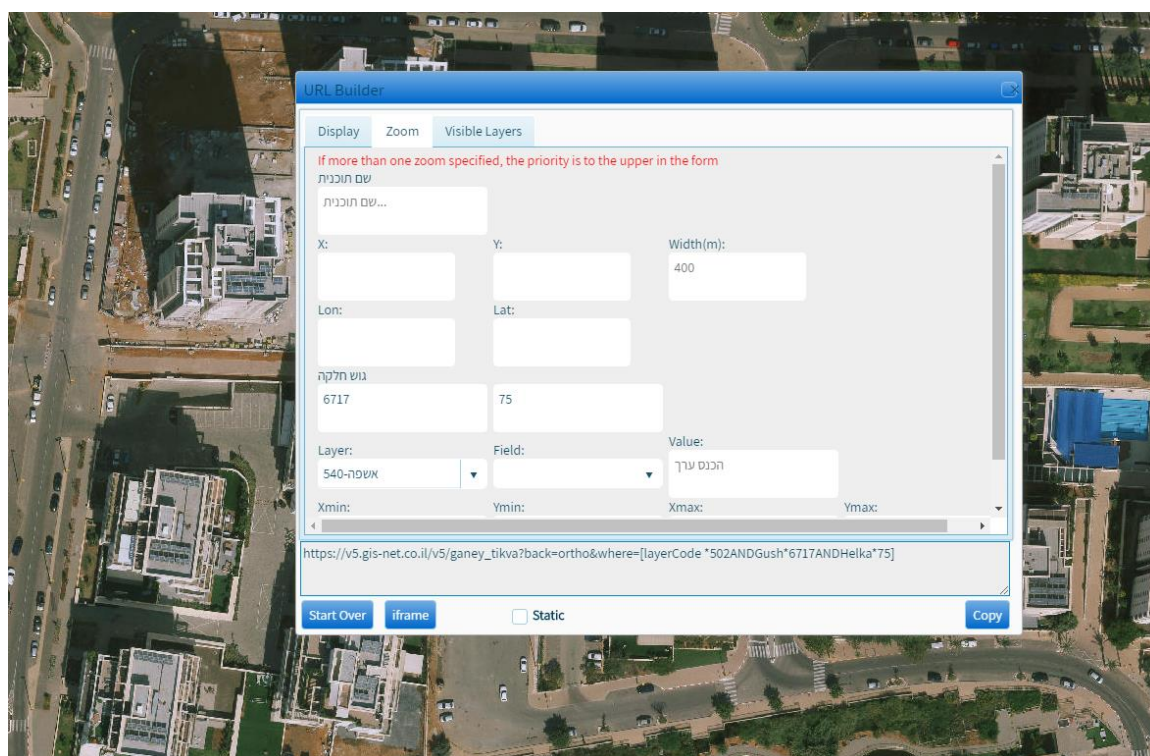 URL Builder
Display Zoom Visible Layers
If more than one zoom specified, the priority is to the upper in the form
שם תוכנית
שם תוכנית...
X: Y: Width(m):
400
Lon: Lat:
גוש חלקה
6717 75
Layer: Field: Value:
540-אשפה הכנס ערך
Xmin: Ymin: Xmax: Ymax:
https://v5.gis-net.co.il/v5/ganey_tikva?back=ortho&where=[layerCode *502ANDGush*6717ANDHelka*75]
Start Over iframe Static Copy